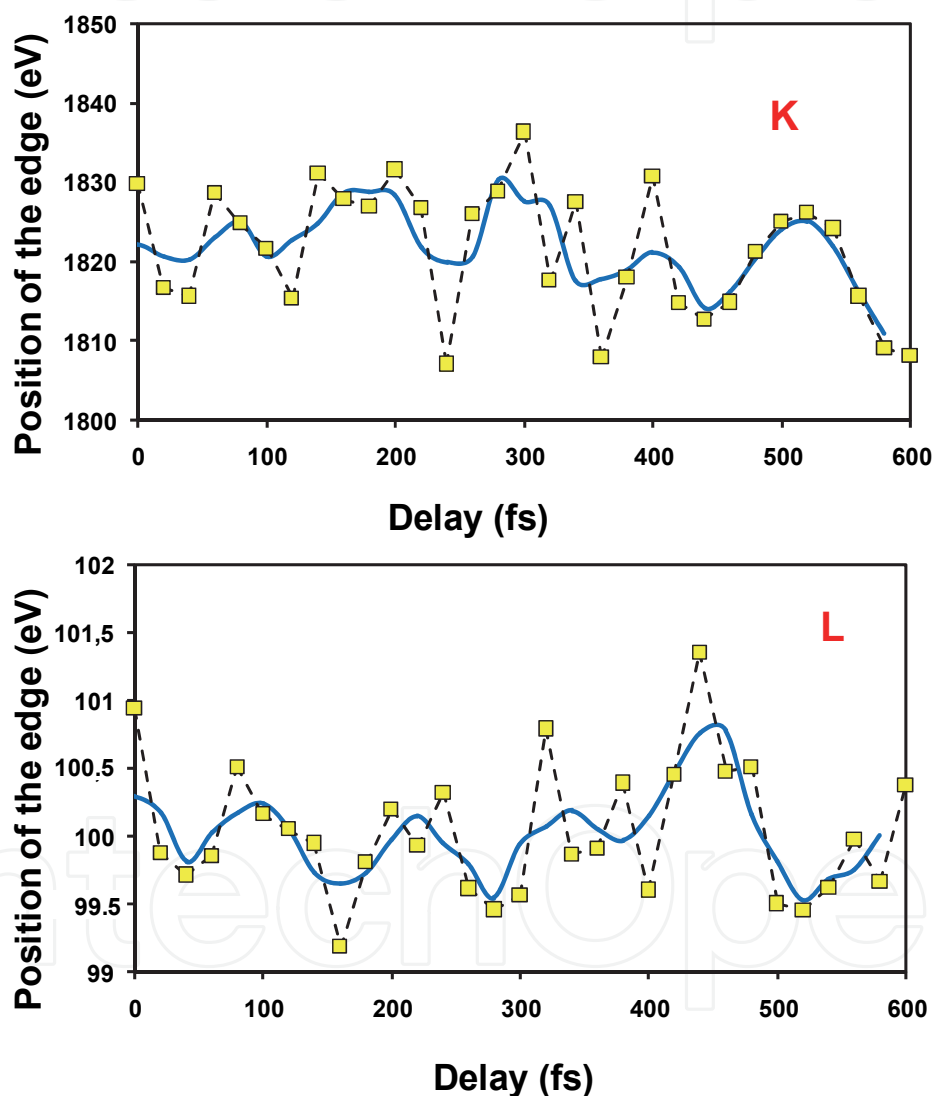 Position of the edge (eV)
1850
1840
1830
1820
1810
1800
K
0 100 200 300 400 500 600
Delay (fs)
Position of the edge (eV)
102
101,5
101
100,5
100
99,5
99
L
0 100 200 300 400 500 600
Delay (fs)
ntechOpe